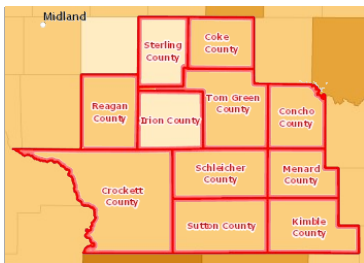 Midland
Sterling
County
Coke
County
Reagan
County
Irion County
Tom Green
County
Concho
County
Schleicher
County
Menard
County
Crockett
County
Sutton County
Kimble
County